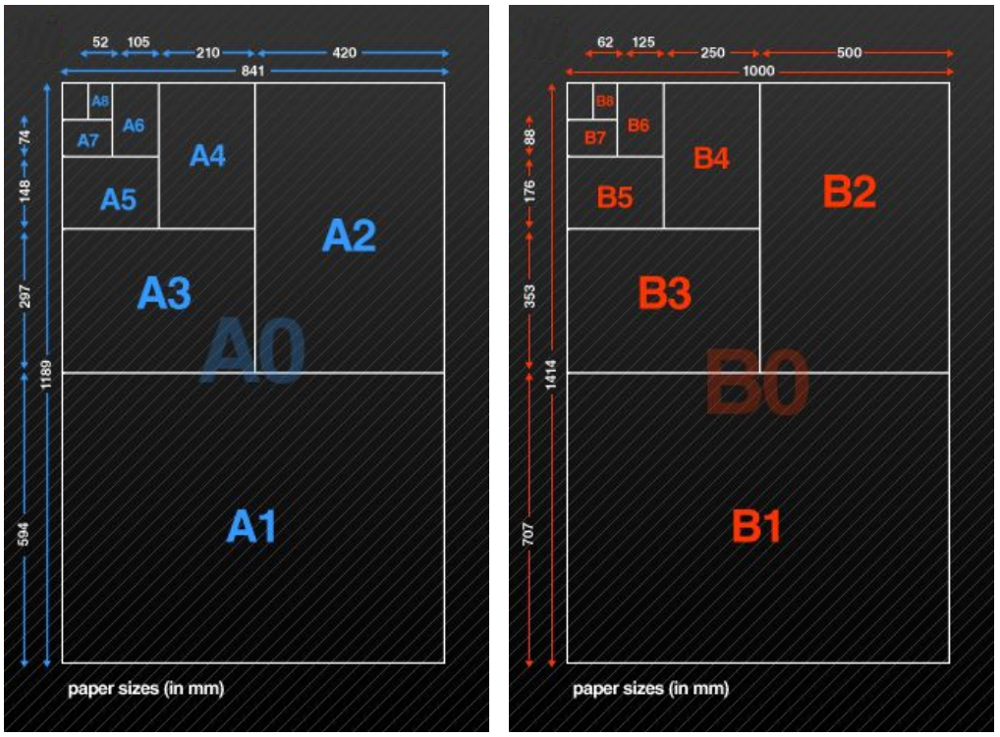 52 105 210 420
841
A8
A6
A7
A4
A5
A2
A3
A0
A1
74
148
297
1189
594
paper sizes (in mm)
62 125 250 500
1000
B8
B6
B7
B4
B5
B2
B3
B0
B1
88
176
353
1414
707
paper sizes (in mm)